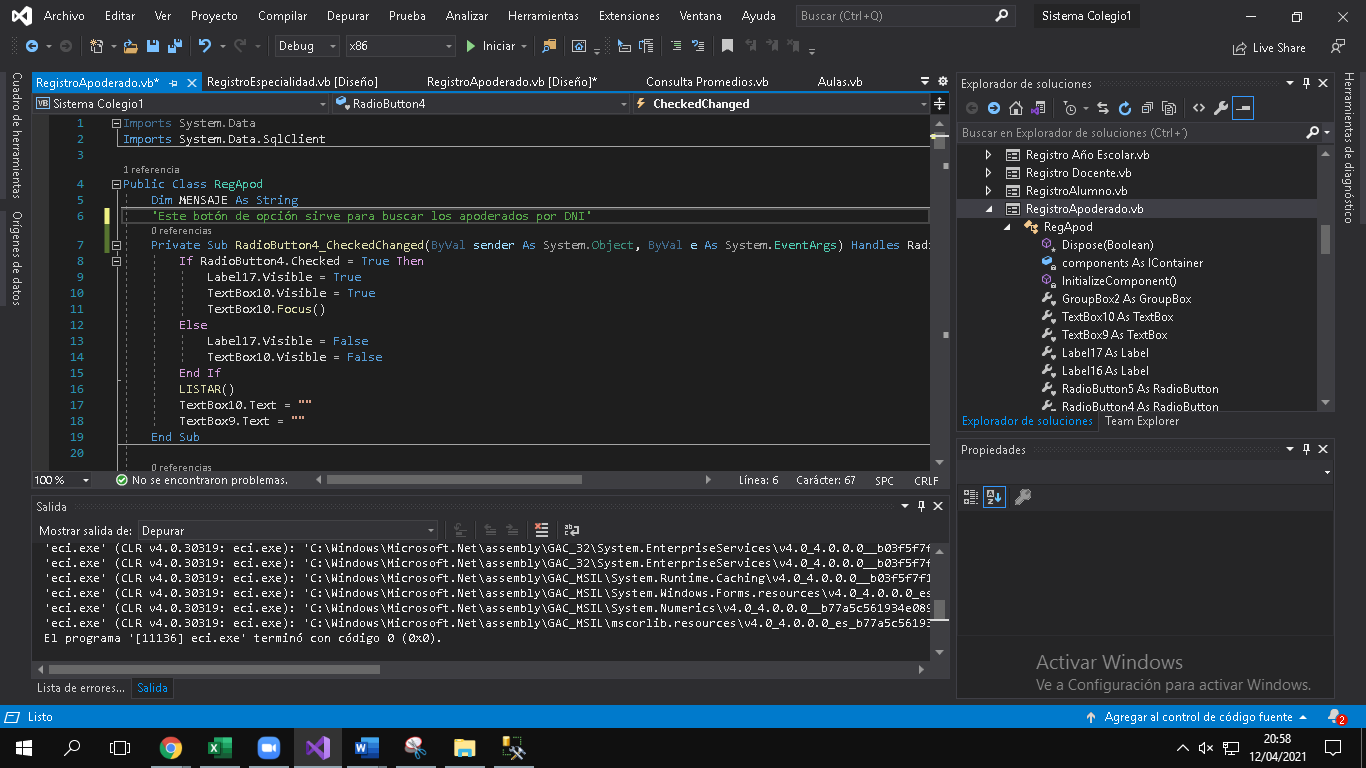 Archivo Editar Ver Proyecto Compilar Depurar Prueba Analizar Herramientas Extensiones Ventana Ayuda Buscar (Ctrl+Q) Sistema Colegio1
Debug x86 Iniciar Live Share
Cuadro de herramientas
Orígenes de datos
RegistroApoderado.vb* RegistroEspecialidad.vb [Diseño] RegistroApoderado.vb [Diseño]* Consulta Promedios.vb Aulas.vb
Sistema Colegio1 RadioButton4 CheckedChanged
1 Imports System.Data
2 Imports System.Data.SqlClient
3
1 referencia
4 Public Class RegApod
5 Dim MENSAJE As String
6 'Este botón de opción sirve para buscar los apoderados por DNI'
0 referencias
7 Private Sub RadioButton4_CheckedChanged(ByVal sender As System.Object, ByVal e As System.EventArgs) Handles Radi
8 If RadioButton4.Checked = True Then
9 Label17.Visible = True
10 TextBox10.Visible = True
11 TextBox10.Focus()
12 Else
13 Label17.Visible = False
14 TextBox10.Visible = False
15 End If
16 LISTAR()
17 TextBox10.Text = ""
18 TextBox9.Text = ""
19 End Sub
20
0 referencias
100 % No se encontraron problemas. Línea: 6 Carácter: 67 SPC CRLF
Salida
Mostrar salida de: Depurar
'eci.exe' (CLR v4.0.30319: eci.exe): 'C:\Windows\Microsoft.Net\assembly\GAC_32\System.EnterpriseServices\v4.0_4.0.0.0__b03f5f7f
'eci.exe' (CLR v4.0.30319: eci.exe): 'C:\Windows\Microsoft.Net\assembly\GAC_32\System.EnterpriseServices\v4.0_4.0.0.0__b03f5f7f
'eci.exe' (CLR v4.0.30319: eci.exe): 'C:\Windows\Microsoft.Net\assembly\GAC_MSIL\System.Runtime.Caching\v4.0_4.0.0.0__b03f5f7f1
'eci.exe' (CLR v4.0.30319: eci.exe): 'C:\Windows\Microsoft.Net\assembly\GAC_MSIL\System.Windows.Forms.resources\v4.0_4.0.0.0_es
'eci.exe' (CLR v4.0.30319: eci.exe): 'C:\Windows\Microsoft.Net\assembly\GAC_MSIL\System.Numerics\v4.0_4.0.0.0__b77a5c561934e089
'eci.exe' (CLR v4.0.30319: eci.exe): 'C:\Windows\Microsoft.Net\assembly\GAC_MSIL\mscorlib.resources\v4.0_4.0.0.0_es_b77a5c56193
El programa '[11136] eci.exe' terminó con código 0 (0x0).
Lista de errores... Salida
Explorador de soluciones
Buscar en Explorador de soluciones (Ctrl+´)
Registro Año Escolar.vb
Registro Docente.vb
RegistroAlumno.vb
RegistroApoderado.vb
RegApod
Dispose(Boolean)
components As IContainer
InitializeComponent()
GroupBox2 As GroupBox
TextBox10 As TextBox
TextBox9 As TextBox
Label17 As Label
Label16 As Label
RadioButton5 As RadioButton
RadioButton4 As RadioButton
Explorador de soluciones Team Explorer
Propiedades
Herramientas de diagnóstico
Activar Windows
Ve a Configuración para activar Windows.
Listo Agregar al control de código fuente 2
20:58
12/04/2021